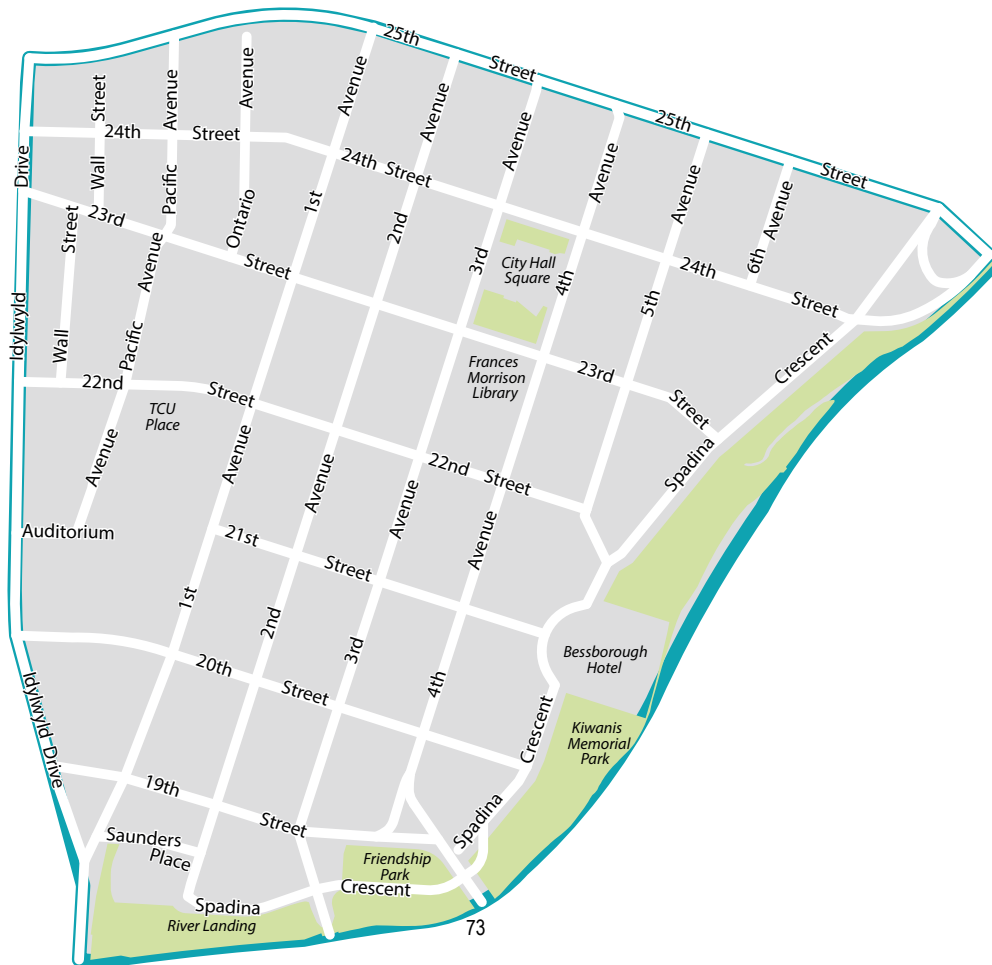 25th
Street
25th
Street
Street
Avenue
Avenue
Avenue
Avenue
Avenue
Avenue
Avenue
Avenue
24th
Street
24th
Street
Drive
Wall
Pacific
Ontario
1st
2nd
3rd
4th
5th
6th
City Hall
Square
24th
Street
23rd
Street
Street
Avenue
Idylwyld
Wall
Pacific
Frances
Morrison
Library
23rd
Street
Crescent
22nd
Street
TCU
Place
Spadina
Avenue
Avenue
Avenue
Avenue
Avenue
22nd
Street
Auditorium
21st
Street
1st
2nd
3rd
4th
Bessborough
Hotel
20th
Street
Idylwyld
Drive
Crescent
Kiwanis
Memorial
Park
19th
Street
Spadina
Saunders
Place
Friendship
Park
Crescent
Spadina
River Landing
73